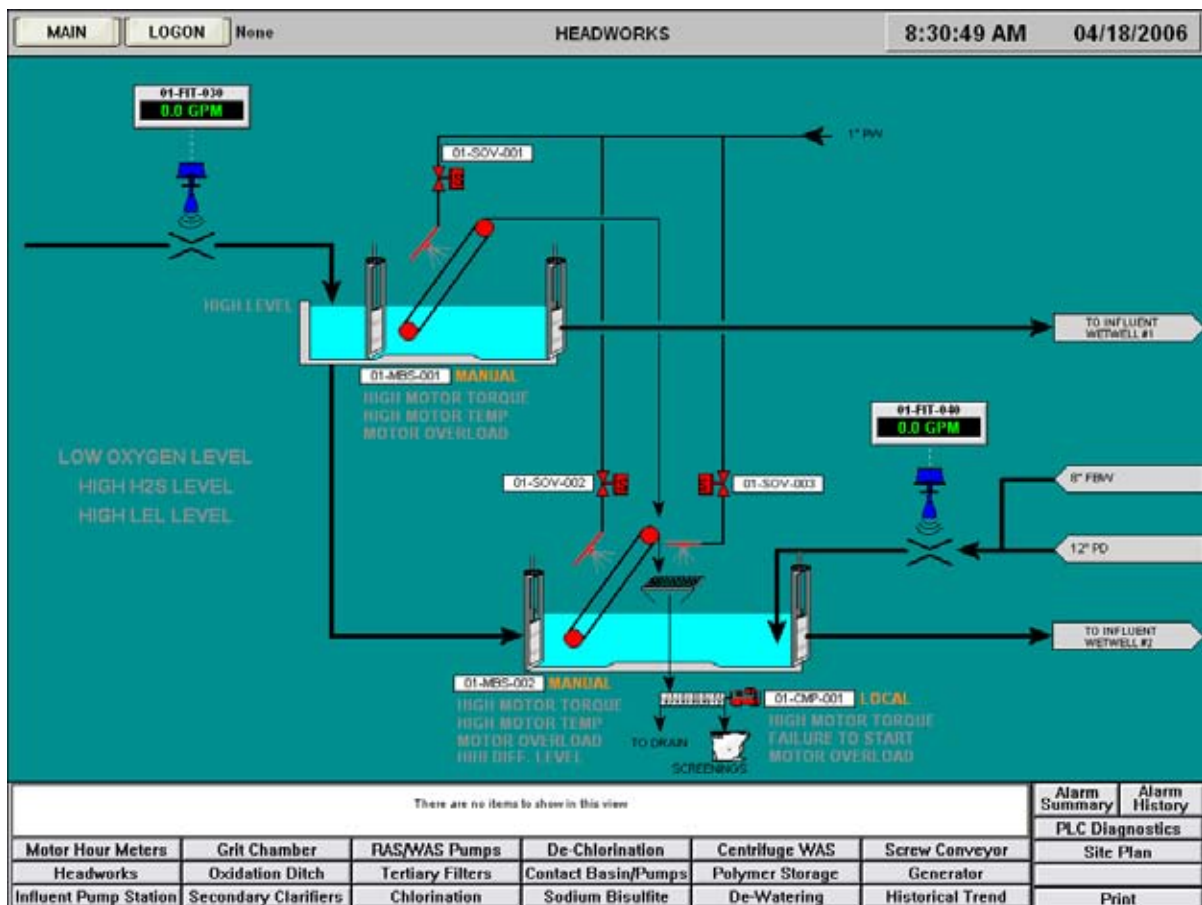 MAIN
LOGON
None
HEADWORKS
8:30:49 AM
04/18/2006
01-FIT-030
0.0 GPM
01-SOV-001
1" PW
HIGH LEVEL
TO INFLUENT
WETWELL #1
01-MBS-001
MANUAL
HIGH MOTOR TORQUE
HIGH MOTOR TEMP
MOTOR OVERLOAD
01-FIT-040
0.0 GPM
LOW OXYGEN LEVEL
HIGH H2S LEVEL
HIGH LEL LEVEL
01-SOV-002
01-SOV-003
8" FBW
12" PD
TO INFLUENT
WETWELL #2
01-MBS-002
MANUAL
HIGH MOTOR TORQUE
HIGH MOTOR TEMP
MOTOR OVERLOAD
HIHI DIFF. LEVEL
01-CMP-001
LOCAL
HIGH MOTOR TORQUE
FAILURE TO START
MOTOR OVERLOAD
TO DRAIN
SCREENINGS
There are no items to show in this view
Alarm Summary
Alarm History
PLC Diagnostics
Site Plan
Print
Motor Hour Meters
Grit Chamber
RAS/WAS Pumps
De-Chlorination
Centrifuge WAS
Screw Conveyor
Headworks
Oxidation Ditch
Tertiary Filters
Contact Basin/Pumps
Polymer Storage
Generator
Influent Pump Station
Secondary Clarifiers
Chlorination
Sodium Bisulfite
De-Watering
Historical Trend